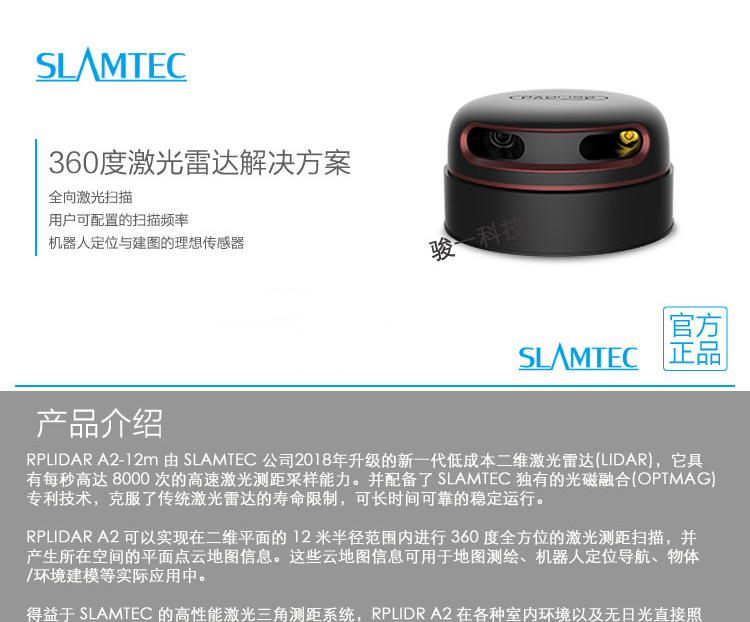 SLAMTEC
360度激光雷达解决方案
全向激光扫描
用户可配置的扫描频率
机器人定位与建图的理想传感器
骏一科技
SLAMTEC
官方
正品
产品介绍
RPLIDAR A2-12m 由 SLAMTEC 公司2018年升级的新一代低成本二维激光雷达(LIDAR)，它具
有每秒高达 8000 次的高速激光测距采样能力。并配备了 SLAMTEC 独有的光磁融合(OPTMAG)
专利技术，克服了传统激光雷达的寿命限制，可长时间可靠的稳定运行。
RPLIDAR A2 可以实现在二维平面的 12 米半径范围内进行 360 度全方位的激光测距扫描，并
产生所在空间的平面点云地图信息。这些云地图信息可用于地图测绘、机器人定位导航、物体
/环境建模等实际应用中。
得益于 SLAMTEC 的高性能激光三角测距系统，RPLIDR A2 在各种室内环境以及无日光直接照